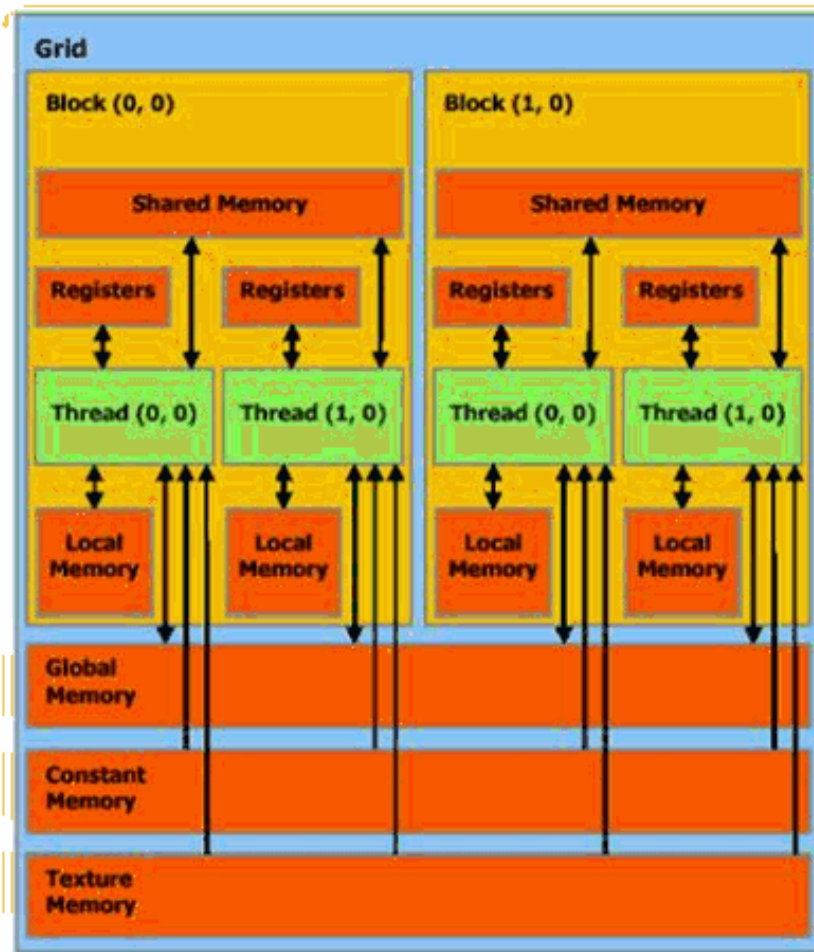 Grid
Block (0, 0)
Block (1, 0)
Shared Memory
Shared Memory
Registers
Registers
Registers
Registers
Thread (0, 0)
Thread (1, 0)
Thread (0, 0)
Thread (1, 0)
Local
Memory
Local
Memory
Local
Memory
Local
Memory
Global
Memory
Constant
Memory
Texture
Memory